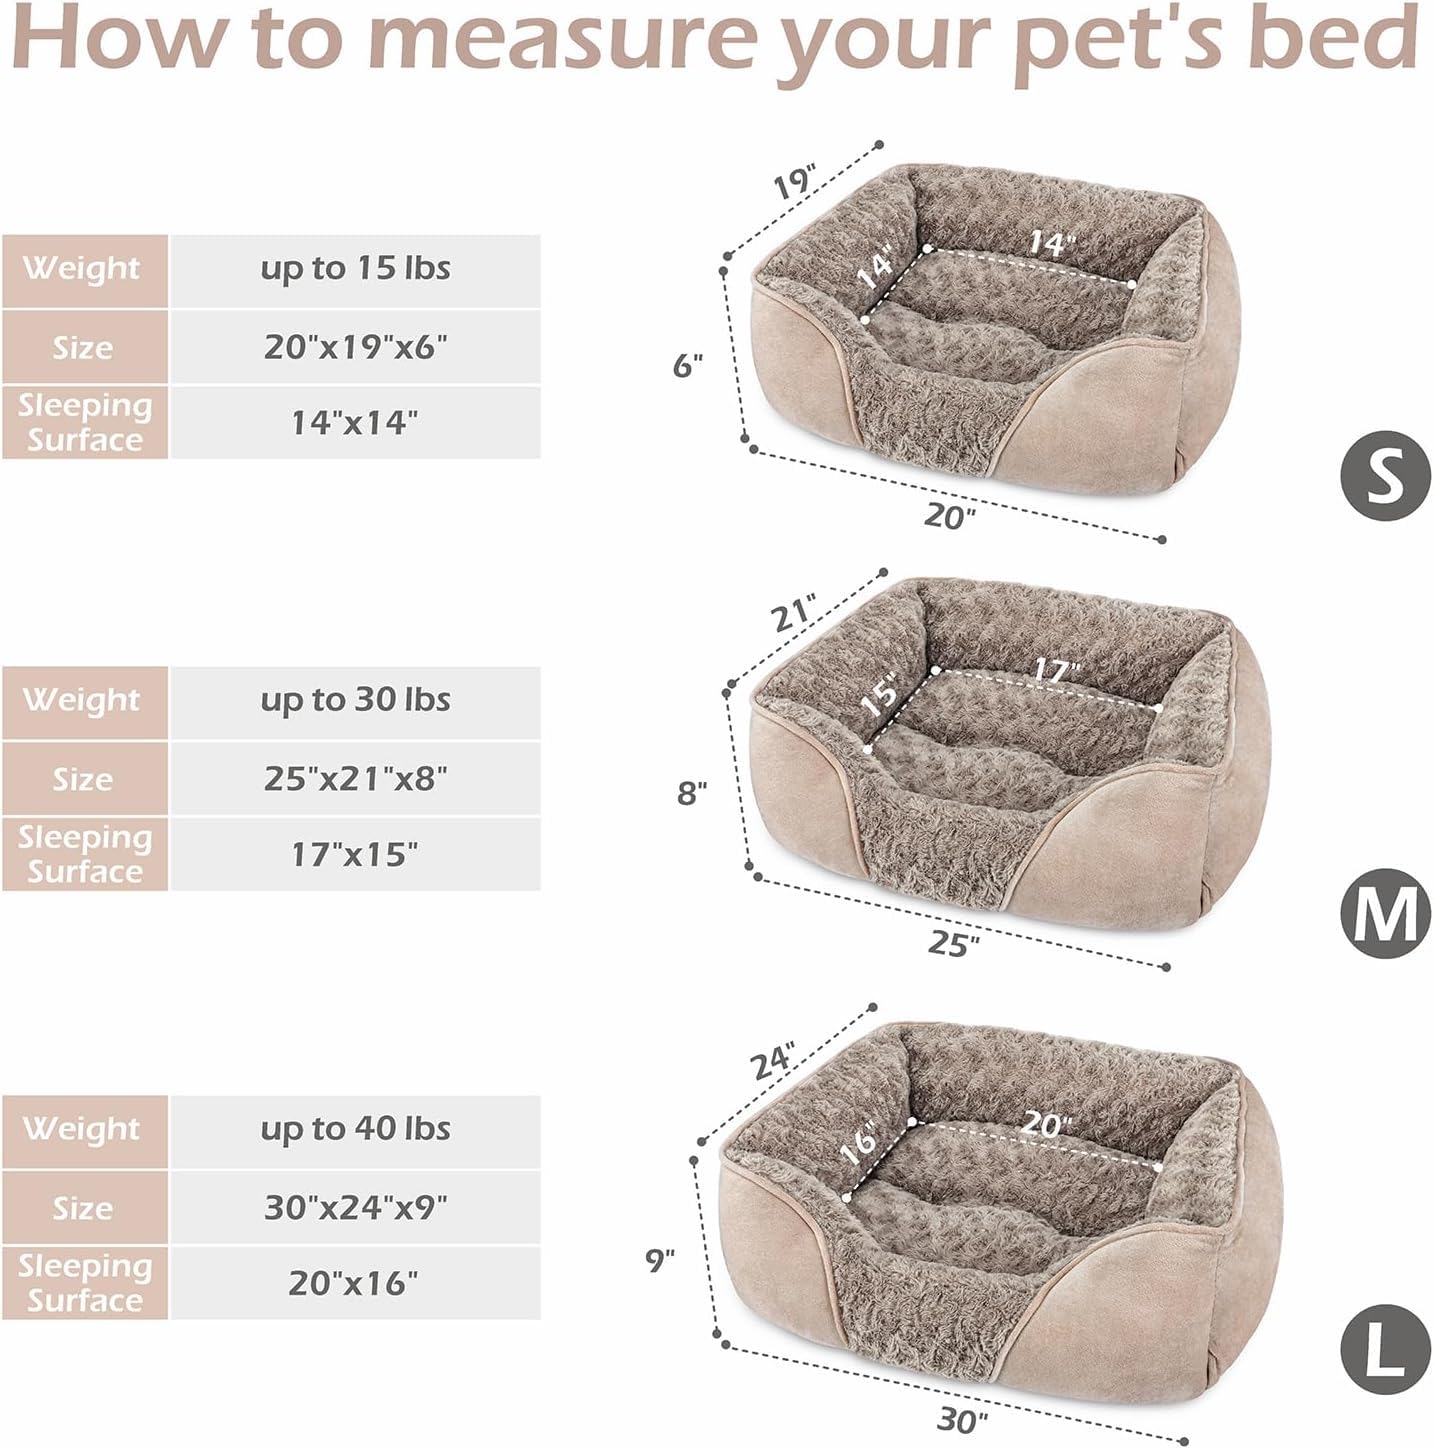 How to measure your pet's bed
Weight up to 15 lbs
Size 20"x19"x6"
Sleeping
Surface
14"x14"
19"
14"
14"
6"
20"
S
Weight up to 30 lbs
Size 25"x21"x8"
Sleeping
Surface
17"x15"
21"
15"
17"
8"
25"
M
Weight up to 40 lbs
Size 30"x24"x9"
Sleeping
Surface
20"x16"
24"
16"
20"
9"
30"
L